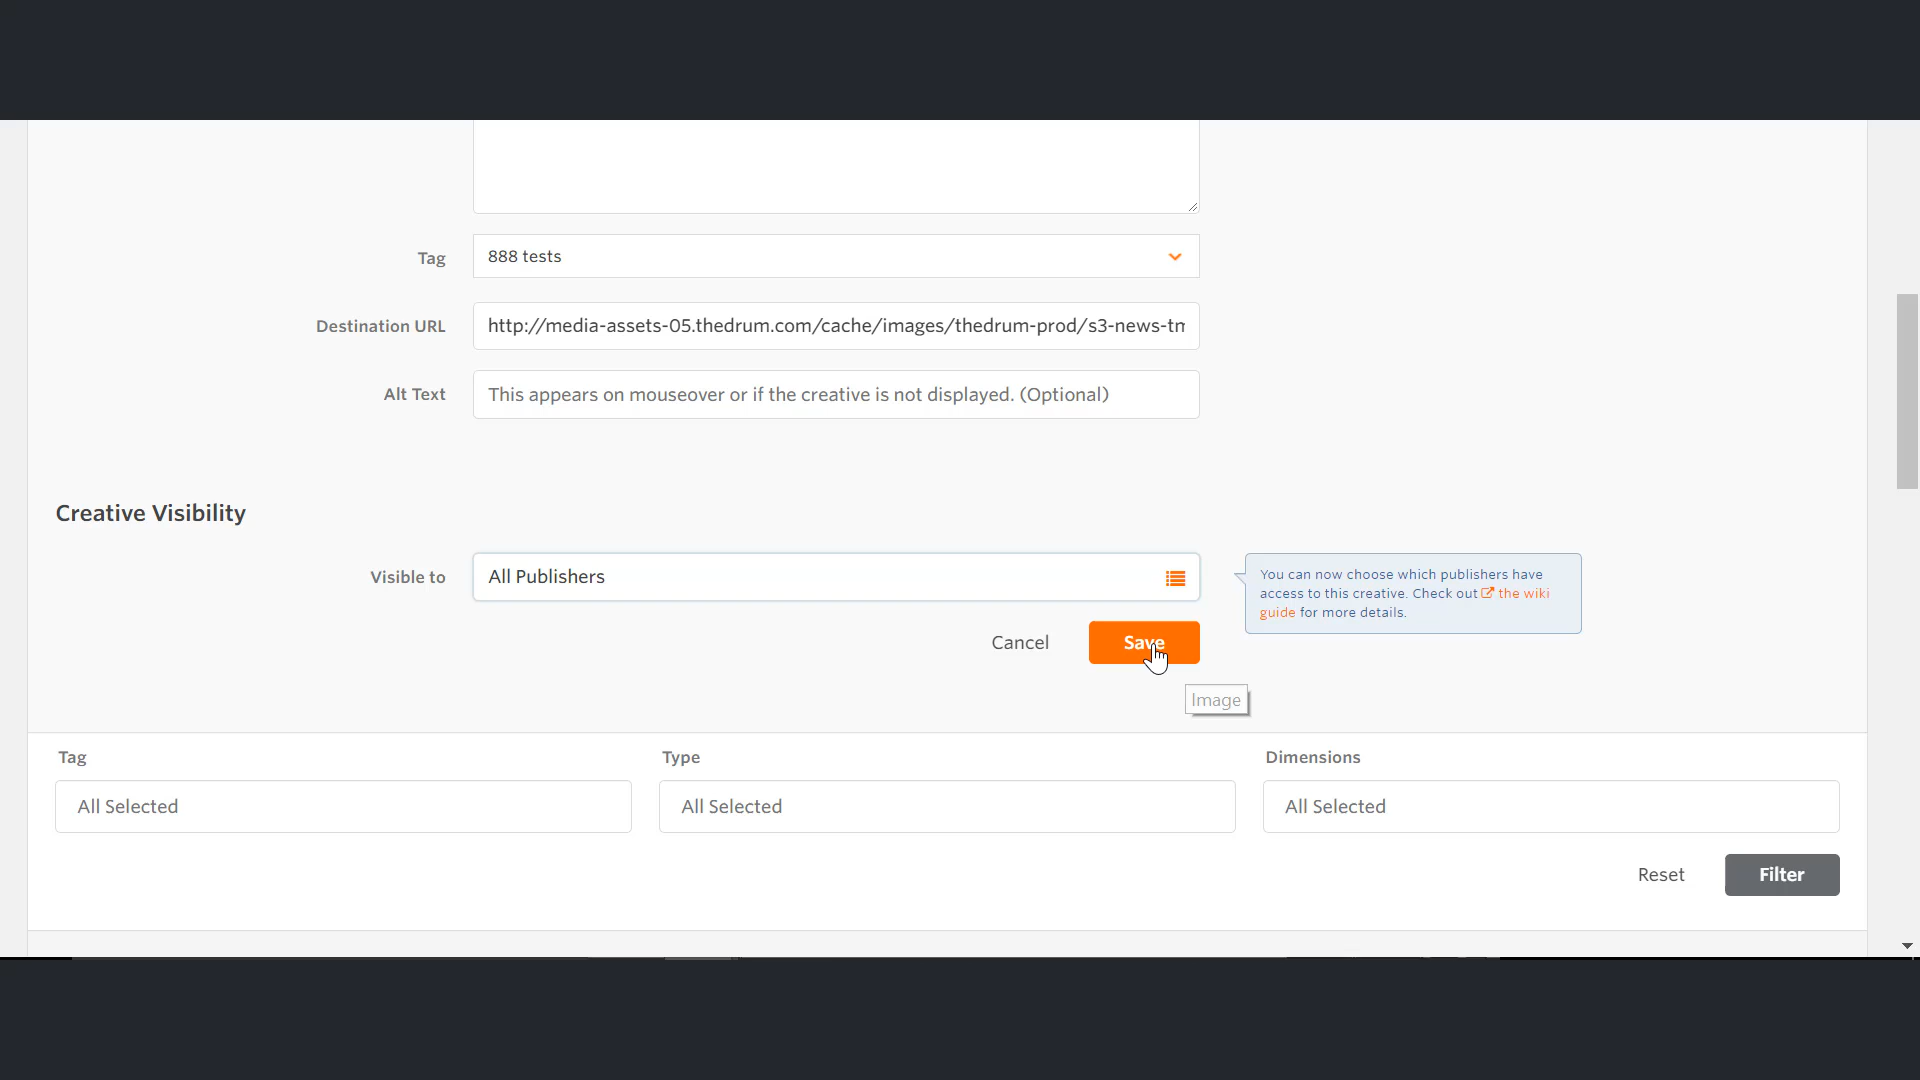 Tag
888 tests
Destination URL
http://media-assets-05.thedrum.com/cache/images/thedrum-prod/s3-news-tm
Alt Text
This appears on mouseover or if the creative is not displayed. (Optional)
Creative Visibility
Visible to
All Publishers
You can now choose which publishers have
access to this creative. Check out the wiki
guide for more details.
Cancel
Save
Image
Tag
Type
Dimensions
All Selected
All Selected
All Selected
Reset
Filter